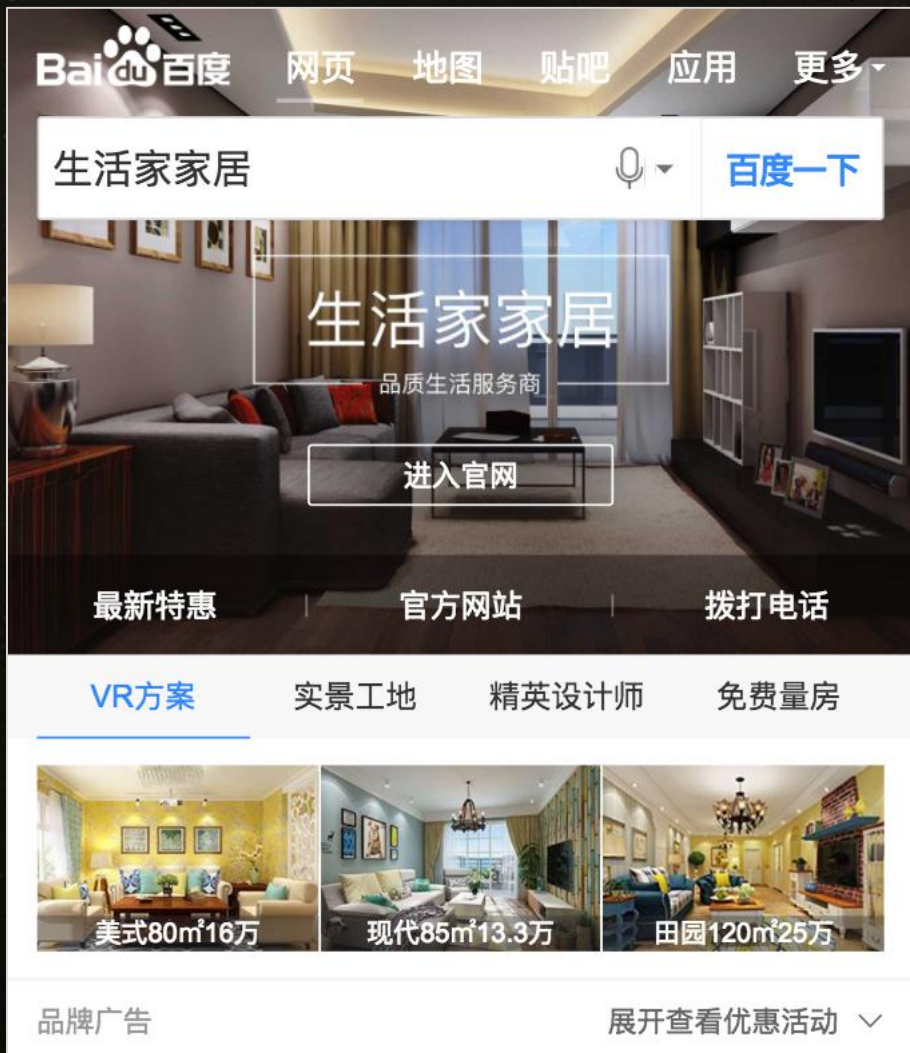 Bai du 百度 网页 地图 贴吧 应用 更多
生活家家居 百度一下
生活家家居
品质生活服务商
进入官网
最新特惠 官方网站 拨打电话
VR方案 实景工地 精英设计师 免费量房
美式80㎡16万 现代85㎡13.3万 田园120㎡25万
品牌广告 展开查看优惠活动